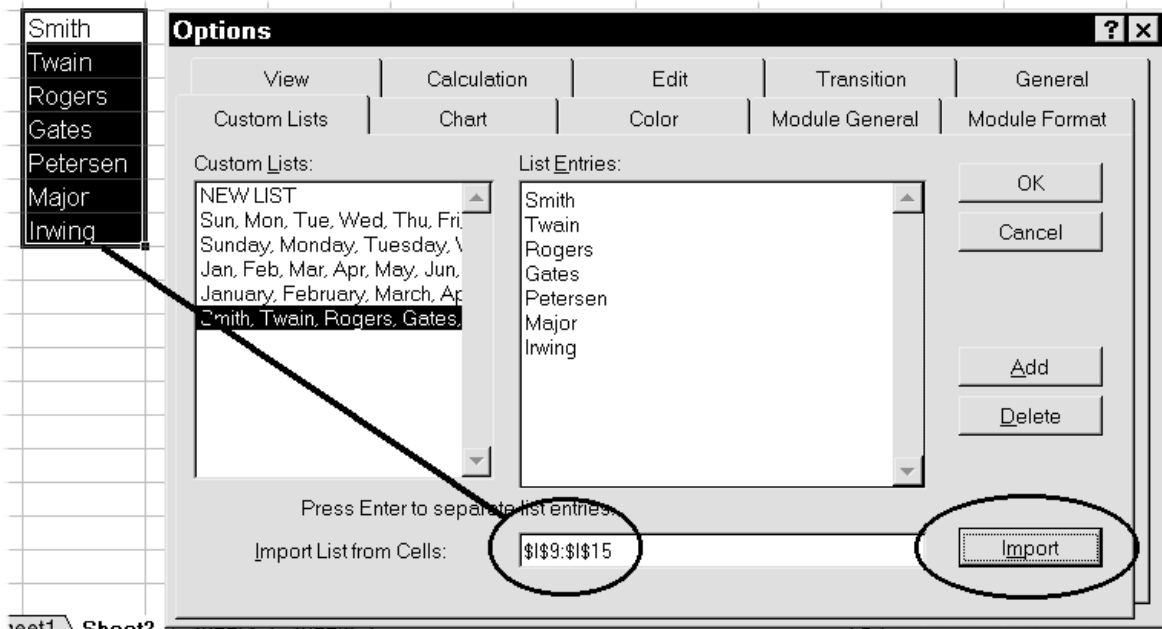 Smith
Twain
Rogers
Gates
Petersen
Major
Irwing
Options
View Calculation Edit Transition General
Custom Lists Chart Color Module General Module Format
Custom Lists:
NEW LIST
Sun, Mon, Tue, Wed, Thu, Fri,
Sunday, Monday, Tuesday,
Jan, Feb, Mar, Apr, May, Jun,
January, February, March, Ap
Smith, Twain, Rogers, Gates,
List Entries:
Smith
Twain
Rogers
Gates
Petersen
Major
Irwing
OK
Cancel
Add
Delete
Press Enter to separate list entries.
Import List from Cells: $I$9:$I$15 Import
Sheet2